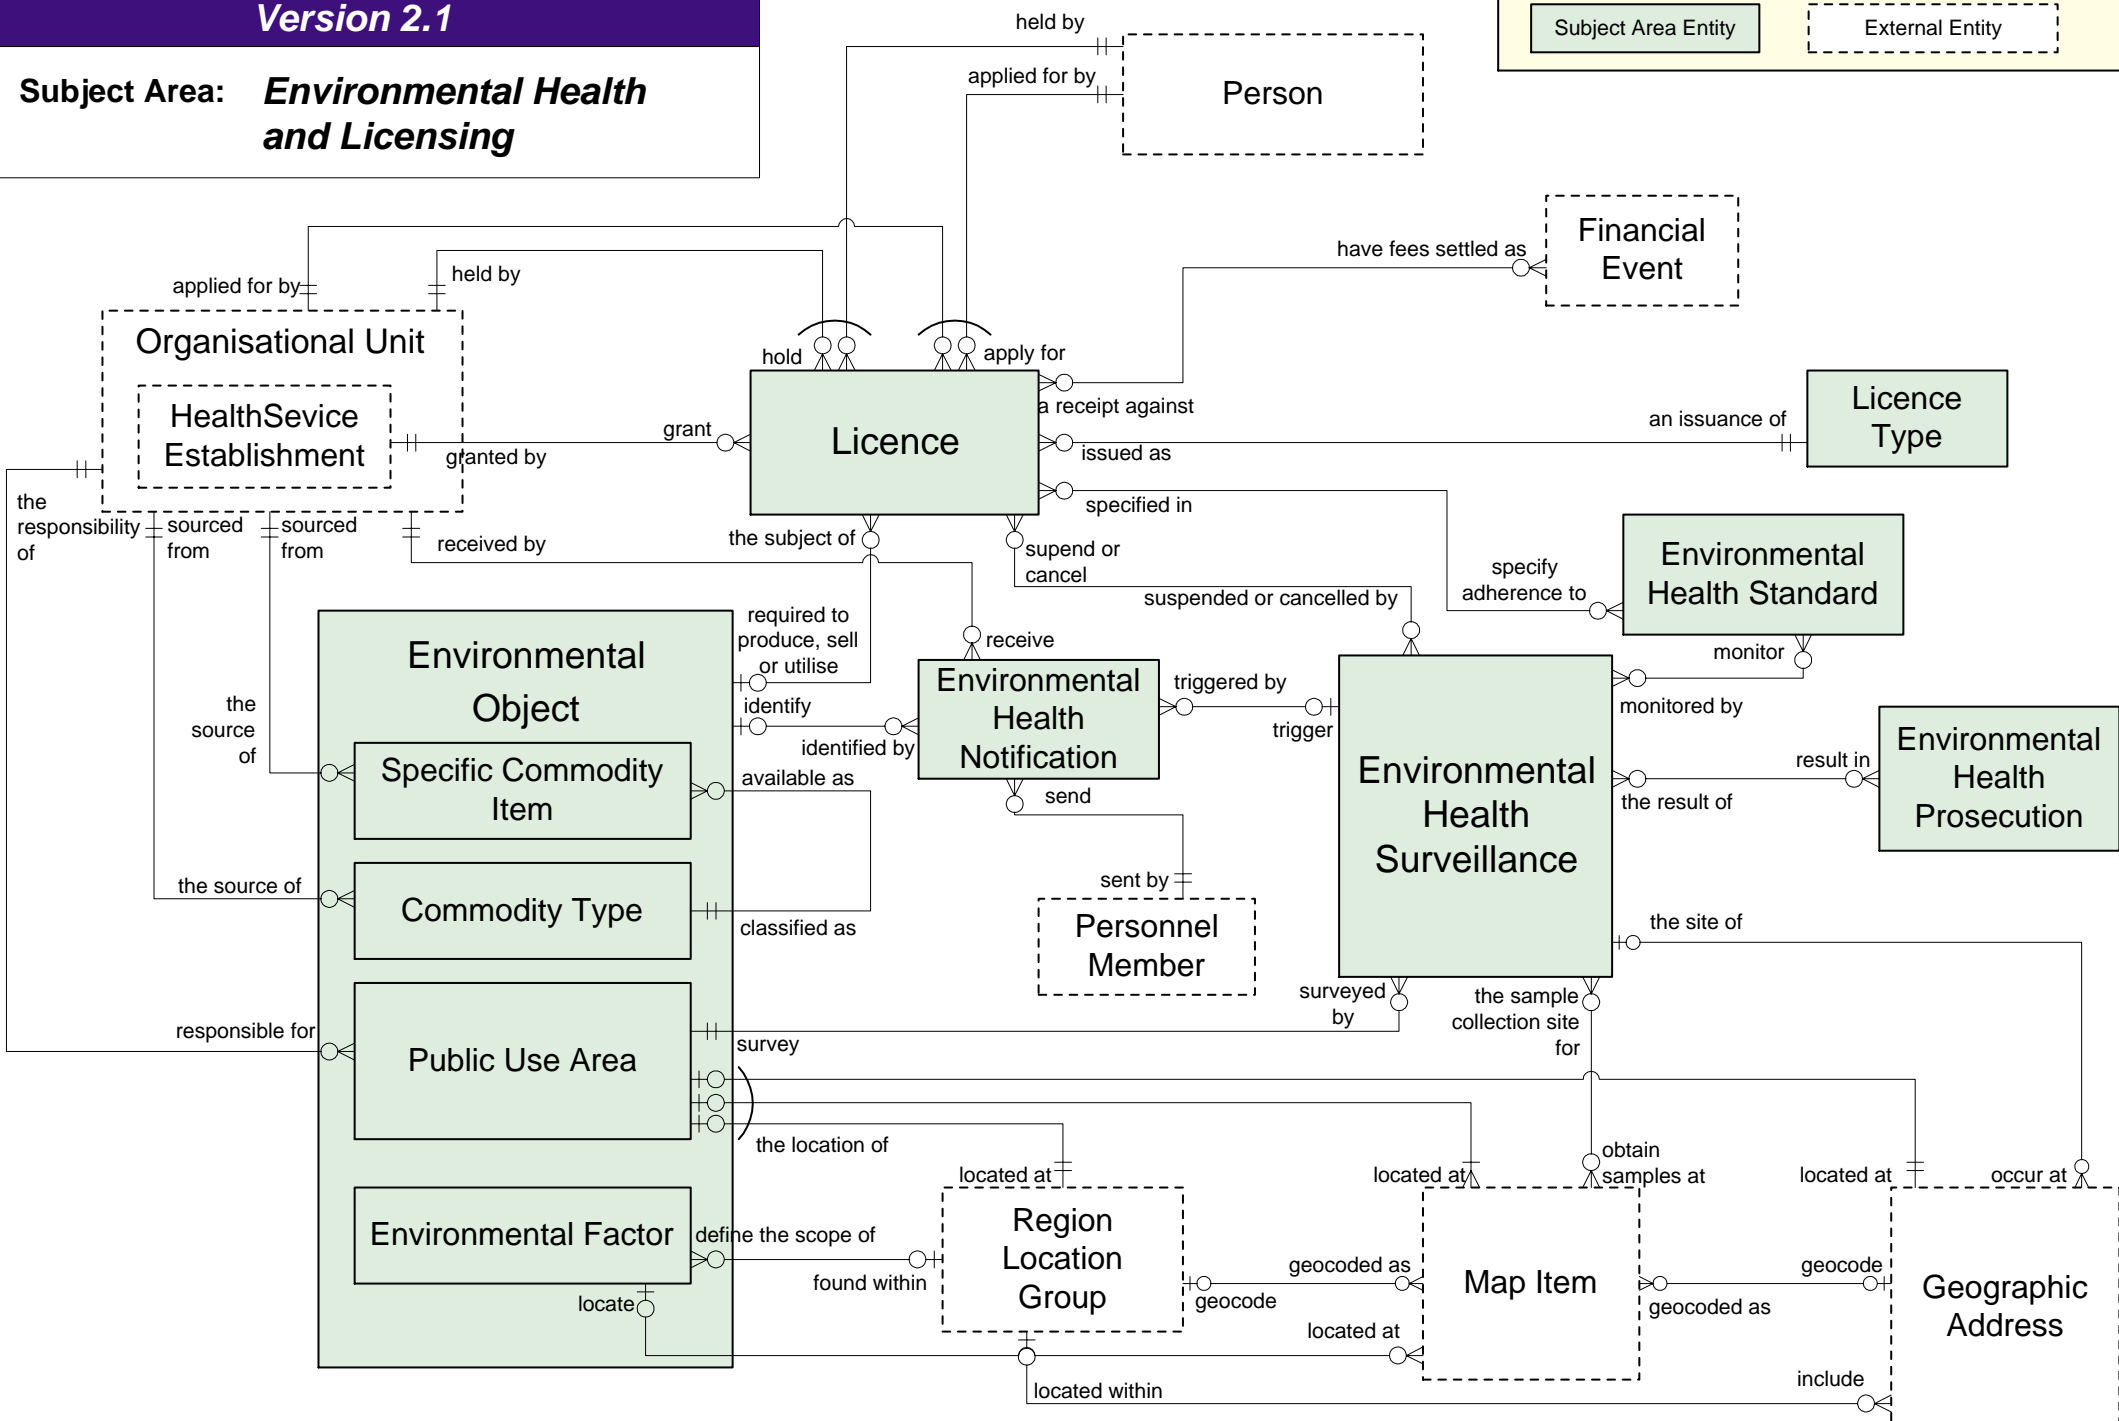 Version 2.1
Subject Area: Environmental Health
and Licensing
Subject Area Entity
External Entity
held by
applied for by
Person
Financial
Event
have fees settled as
applied for by
held by
Organisational Unit
HealthSevice
Establishment
granted by
grant
hold
apply for
Licence
a receipt against
issued as
an issuance of
Licence
Type
specified in
the
responsibility
of
sourced
from
sourced
from
received by
the subject of
supend or
cancel
suspended or cancelled by
specify
adherence to
Environmental
Health Standard
monitor
monitored by
required to
produce, sell
or utilise
receive
Environmental
Object
identify
identified by
Environmental
Health
Notification
triggered by
trigger
Environmental
Health
Surveillance
result in
the result of
Environmental
Health
Prosecution
the
source
of
Specific Commodity
Item
available as
send
sent by
Personnel
Member
the source of
Commodity Type
classified as
the site of
surveyed
by
the sample
collection site
for
responsible for
Public Use Area
survey
the location of
located at
located at
obtain
samples at
located at
occur at
Environmental Factor
define the scope of
found within
Region
Location
Group
geocoded as
geocode
Map Item
geocode
geocoded as
Geographic
Address
locate
located at
located within
include